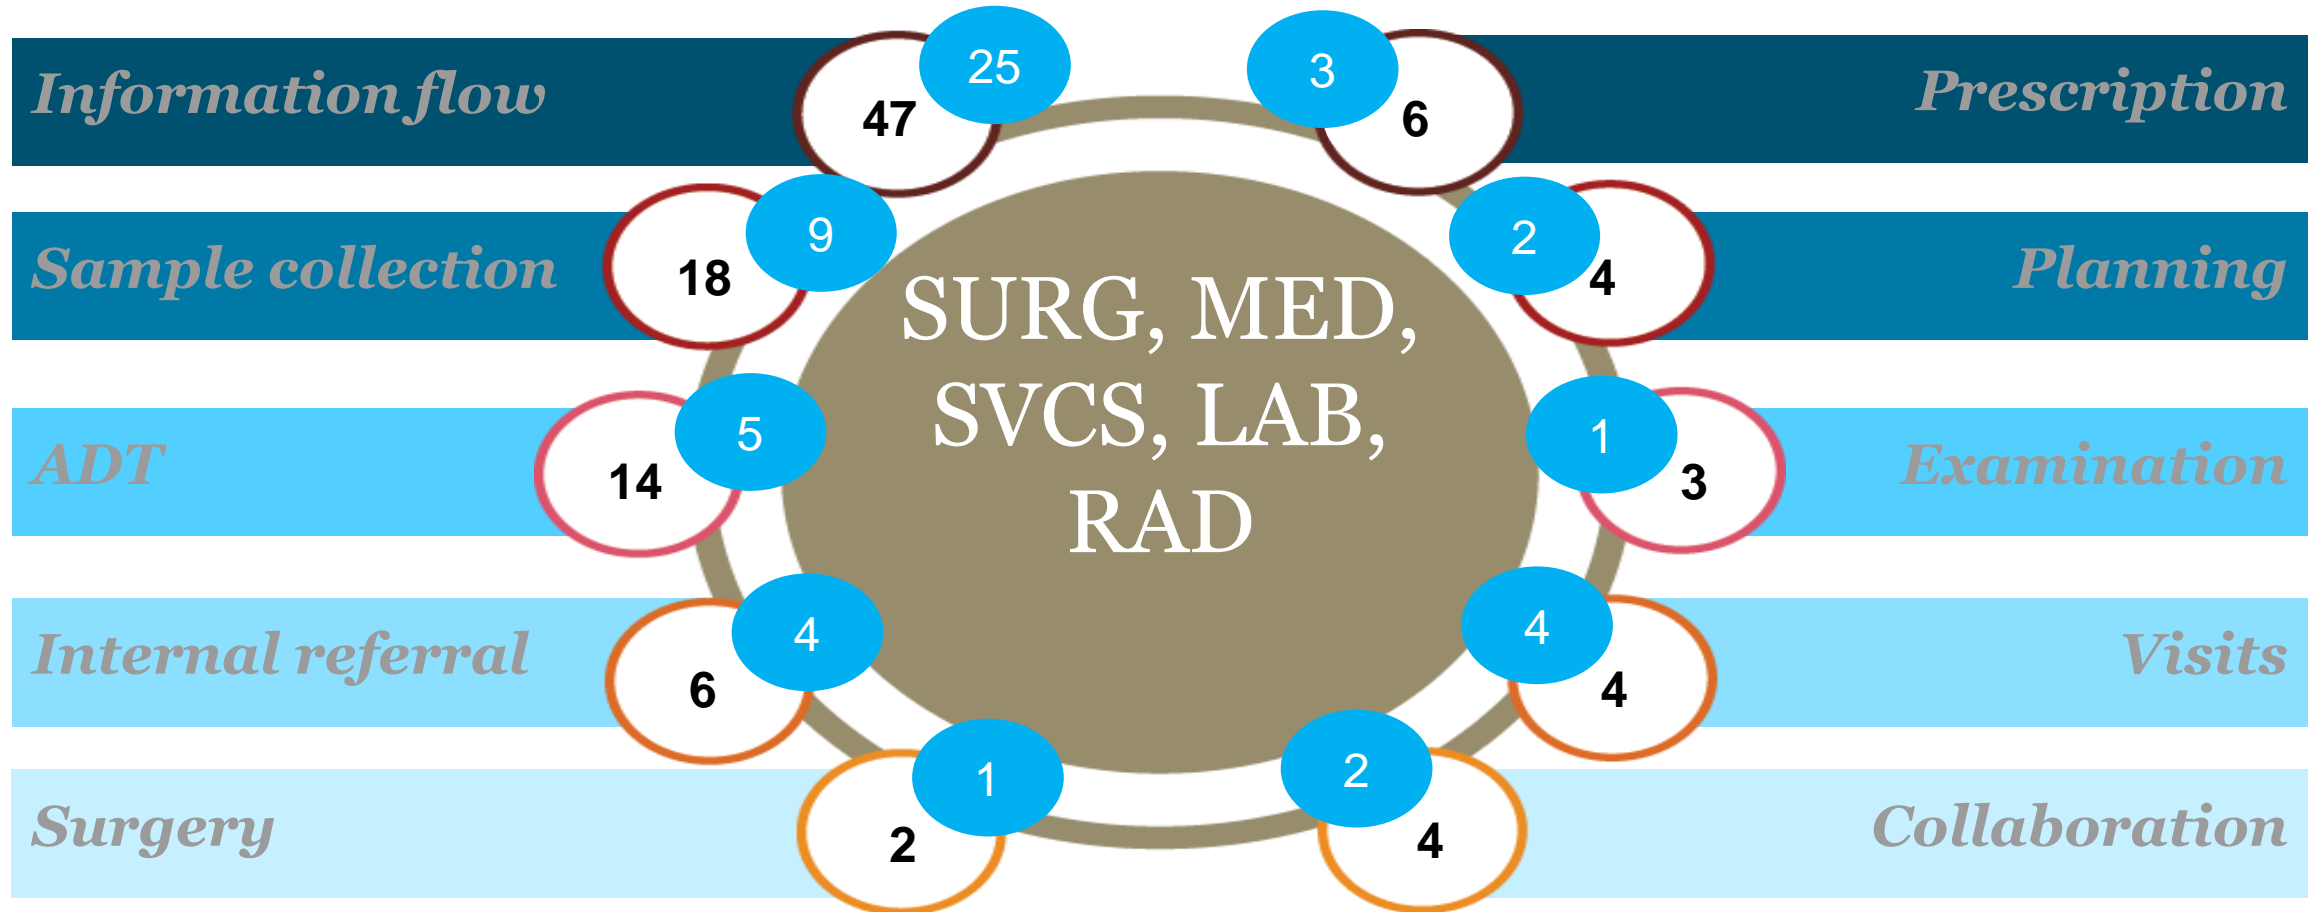 Information flow
47
25
3
6
Prescription
Sample collection
18
9
2
4
Planning
SURG, MED,
SVCS, LAB,
RAD
ADT
14
5
1
3
Examination
Internal referral
6
4
4
4
Visits
Surgery
2
1
2
4
Collaboration